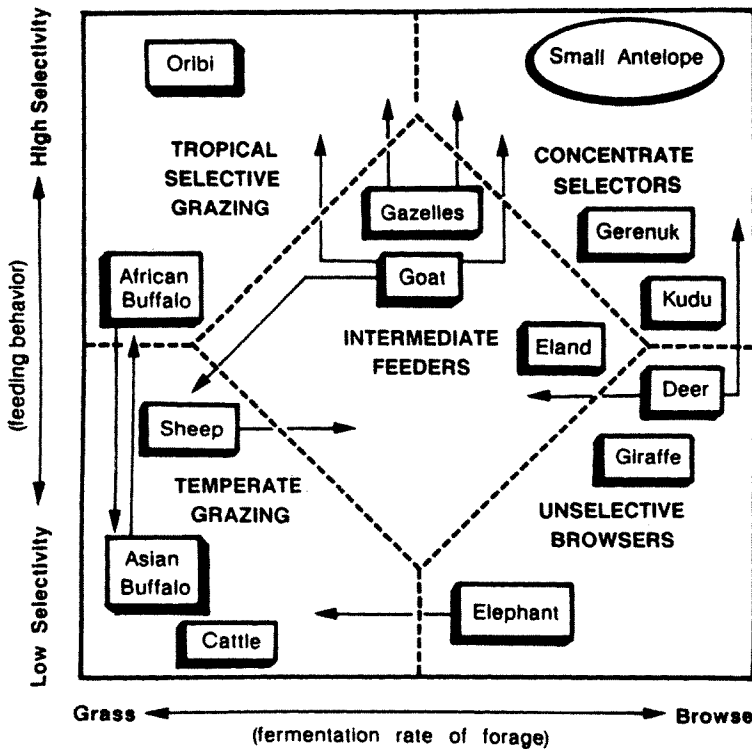 High Selectivity
(feeding behavior)
Low Selectivity
Oribi
Small Antelope
TROPICAL
SELECTIVE
GRAZING
CONCENTRATE
SELECTORS
Gazelles
Gerenuk
African
Buffalo
Goat
Kudu
INTERMEDIATE
FEEDERS
Eland
Deer
Sheep
Giraffe
TEMPERATE
GRAZING
UNSELECTIVE
BROWSERS
Asian
Buffalo
Elephant
Cattle
Grass
Browse
(fermentation rate of forage)